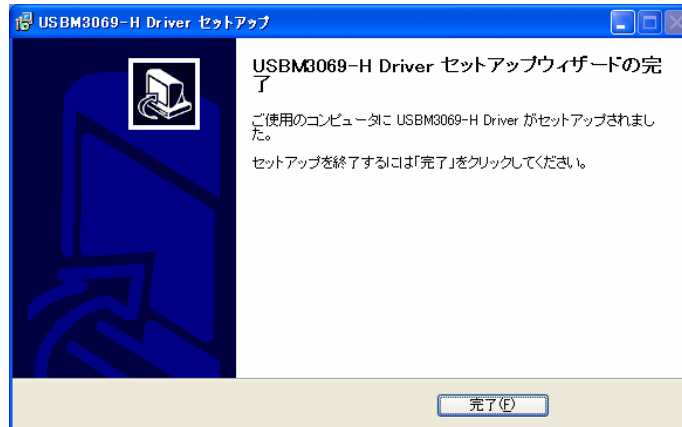 USBM3069-H Driver セットアップ
USBM3069-H Driver セットアップウィザードの完
了
ご使用のコンピュータに USBM3069-H Driver がセットアップされまし
た。
セットアップを終了するには「完了」をクリックしてください。
完了(F)